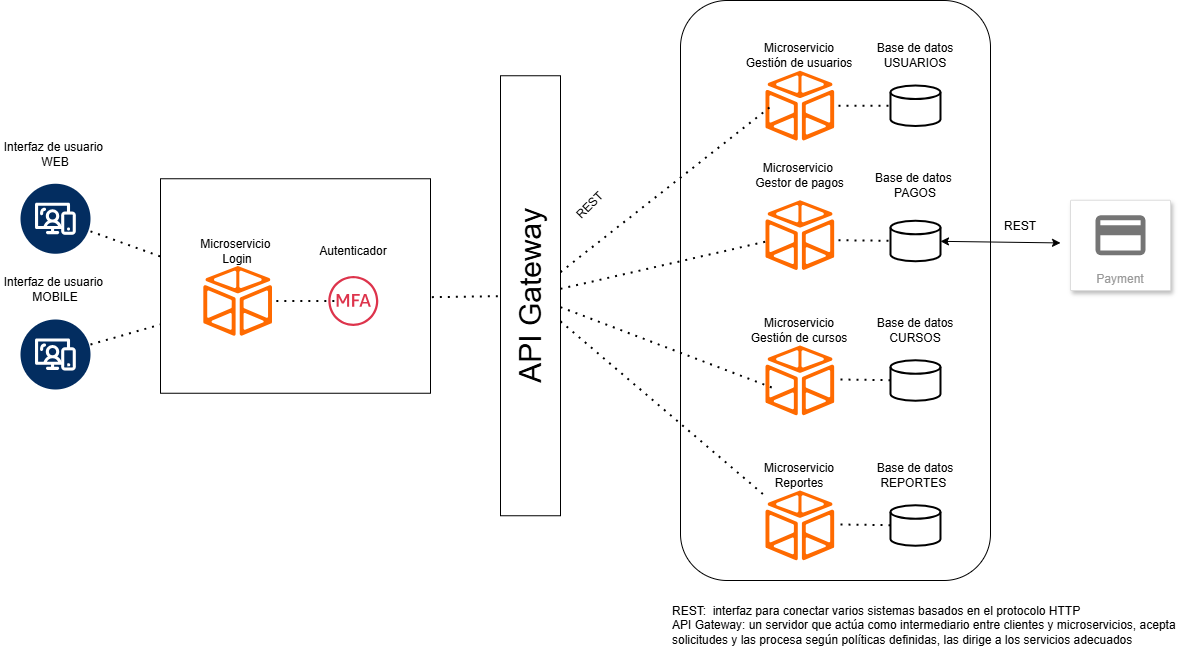 Interfaz de usuario
WEB
Interfaz de usuario
MOBILE
Microservicio
Login
Autenticador
MFA
API Gateway
REST
Microservicio
Gestión de usuarios
Base de datos
USUARIOS
Microservicio
Gestor de pagos
Base de datos
PAGOS
REST
Payment
Microservicio
Gestión de cursos
Base de datos
CURSOS
Microservicio
Reportes
Base de datos
REPORTES
REST: interfaz para conectar varios sistemas basados en el protocolo HTTP
API Gateway: un servidor que actúa como intermediario entre clientes y microservicios, acepta
solicitudes y las procesa según políticas definidas, las dirige a los servicios adecuados